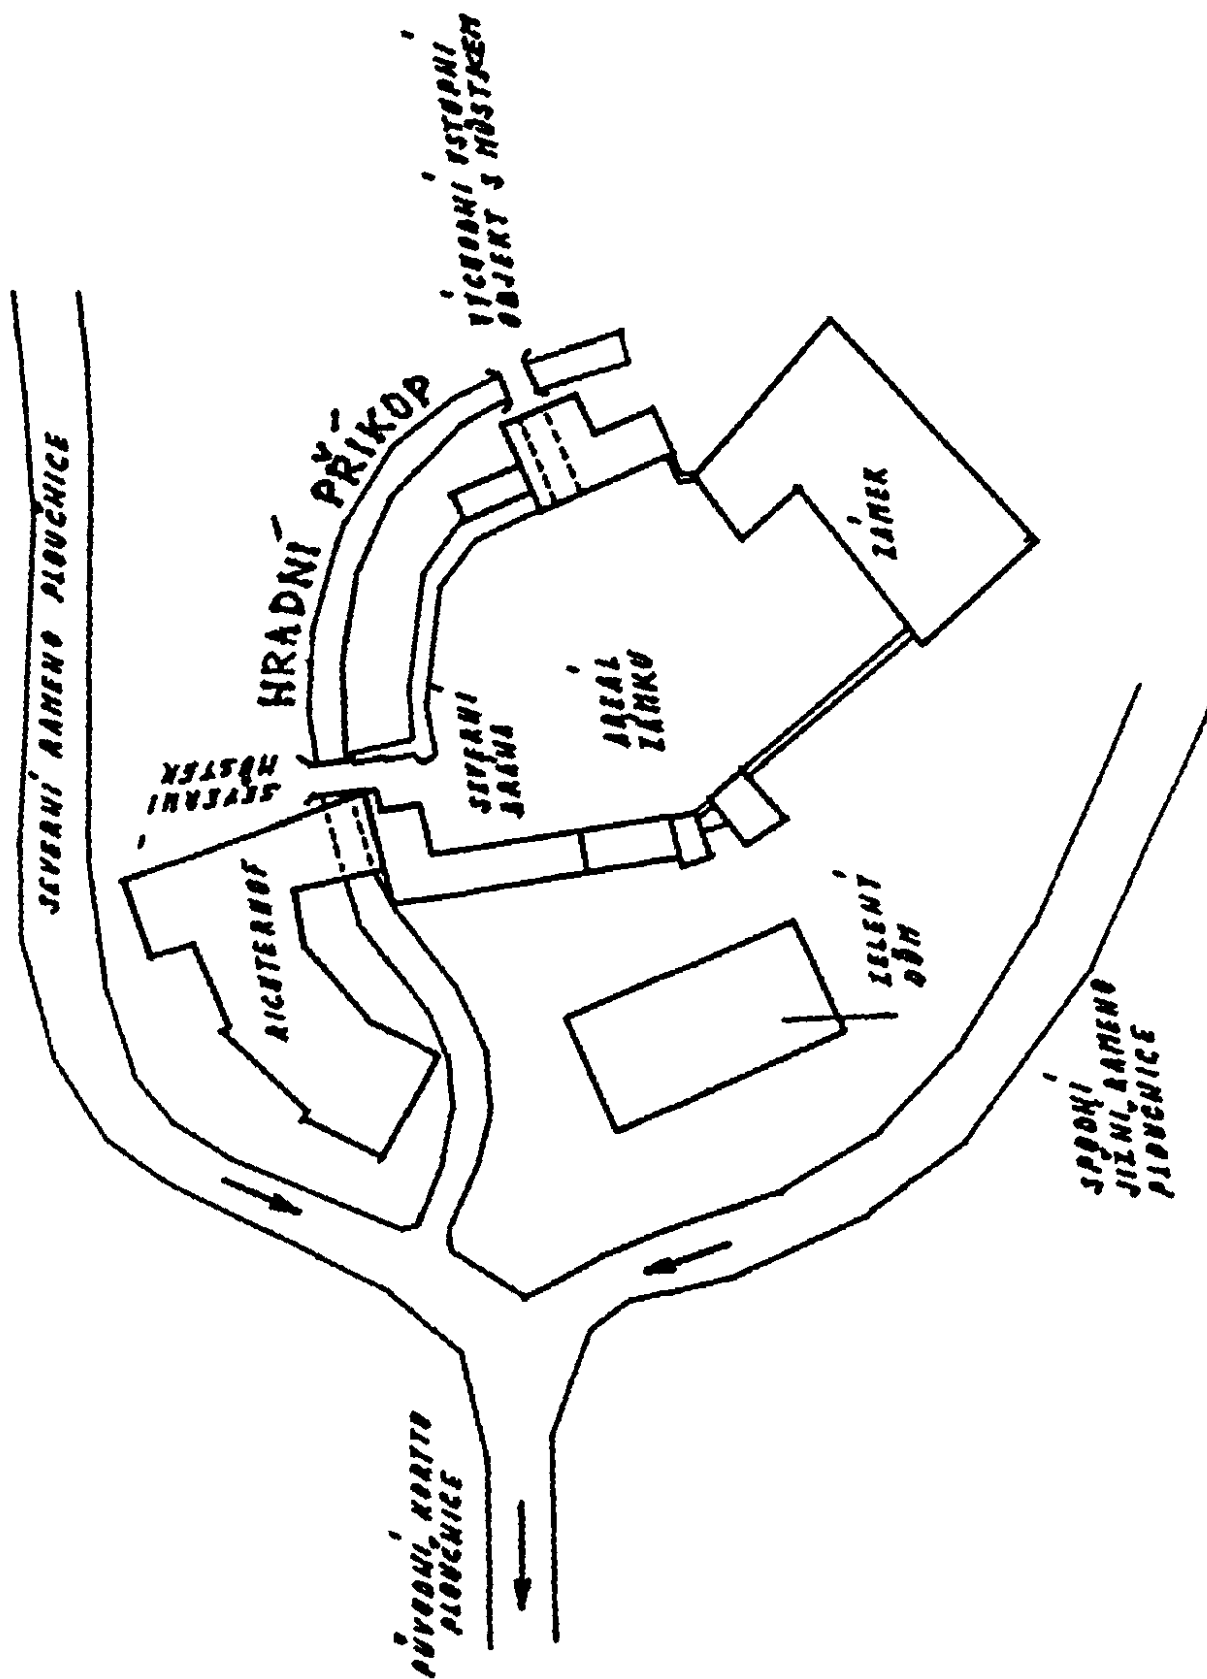 SEVERNÍ RAMENO PLOUČNICE
HRADNÍ PŘÍKOP
VÝCHODNÍ VSTUPNÍ
OBJEKT S MŮSTKEM
SEVERNÍ
MŮSTEK
RICHTERHOF
SEVERNÍ
BRÁNA
AREÁL
ZÁMKU
ZÁMEK
ZELENÝ
DŮM
PŮVODNÍ KORYTO
PLOUČNICE
SPODNÍ
JIŽNÍ RAMENO
PLOUČNICE